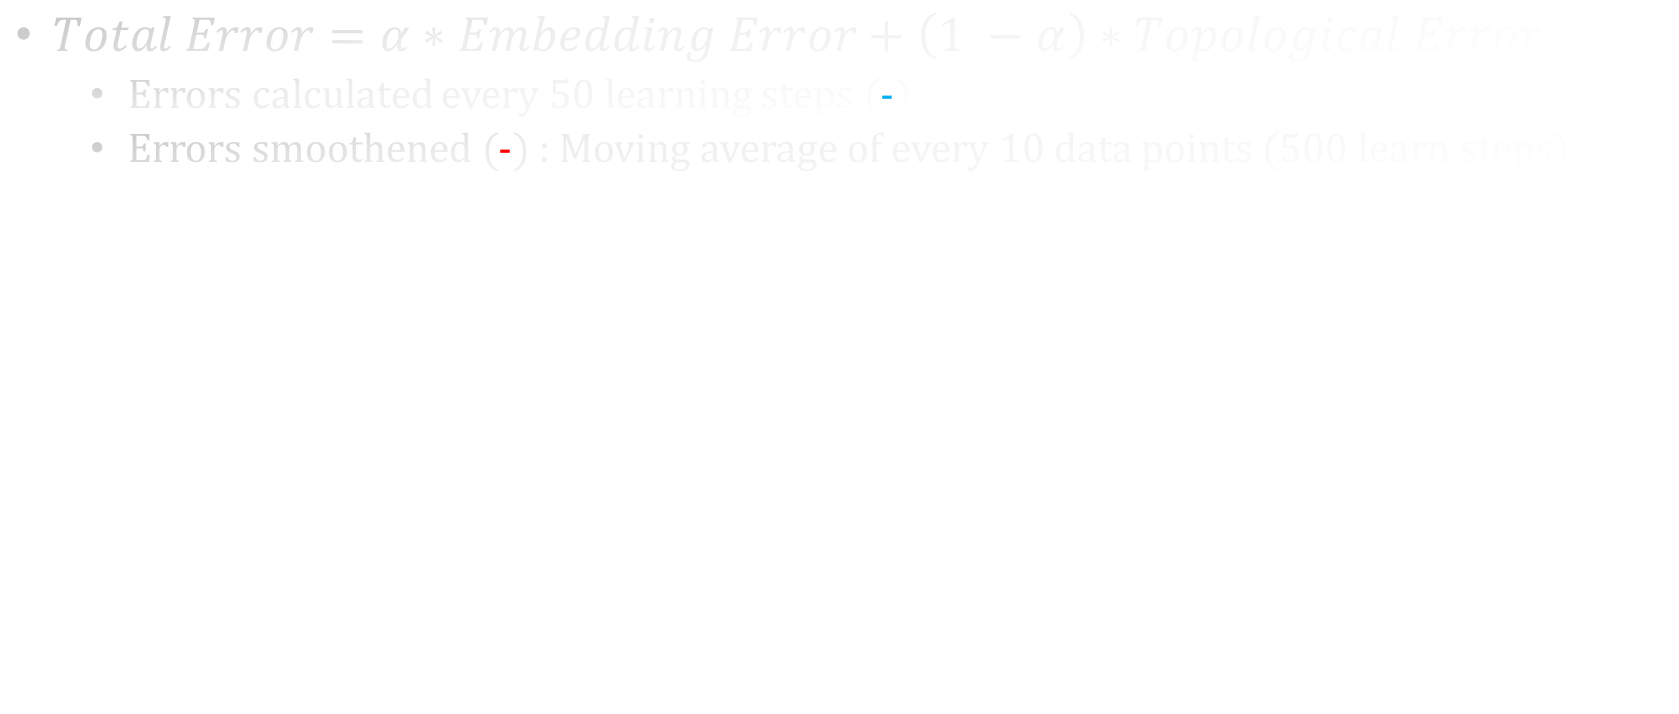 • Total Error = α ∗ Embedding Error + (1 − α) ∗ Topological Error
• Errors calculated every 50 learning steps (-)
• Errors smoothened (-) : Moving average of every 10 data points (500 learn steps)